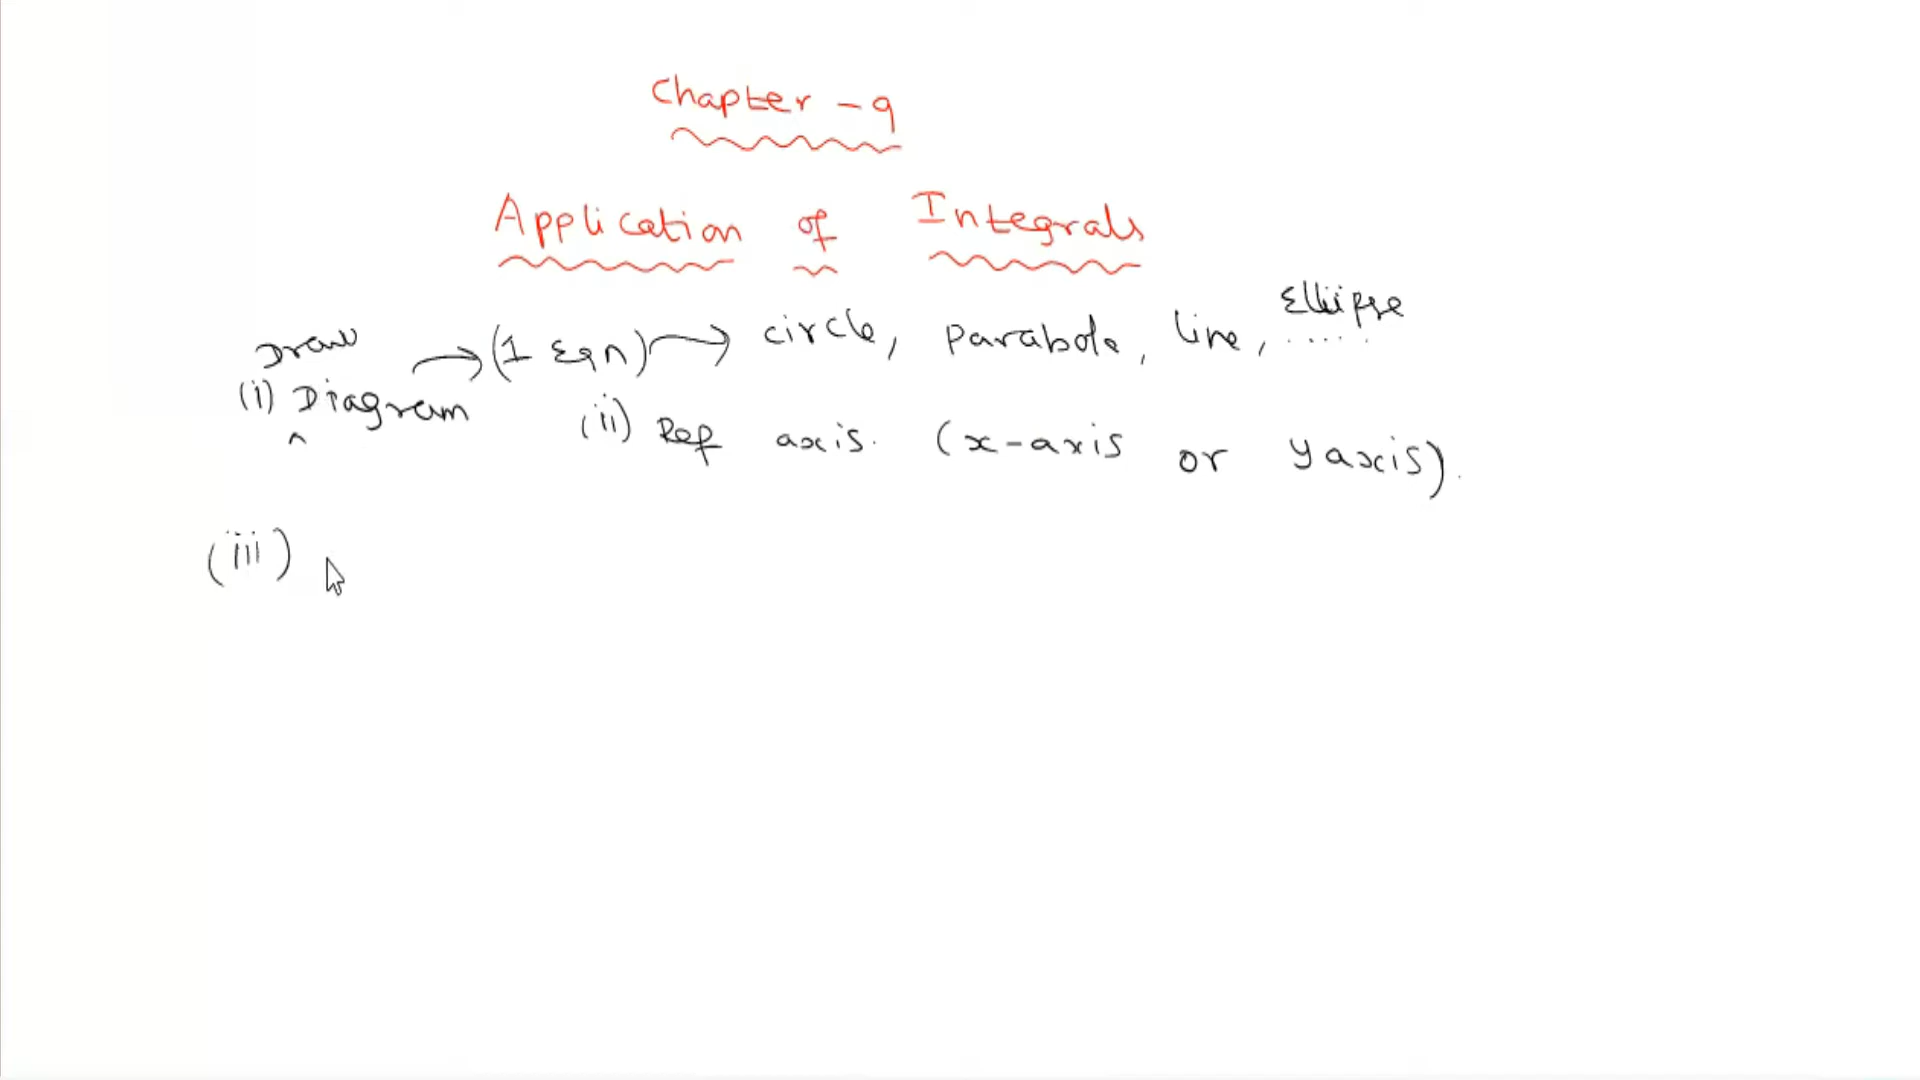 Chapter - 9
Application of Integrals
Draw
(i) Diagram → (1 Eqn) → circle, parabola, line, Ellipse .....
(ii) Ref axis. (x-axis or y axis).
(iii)